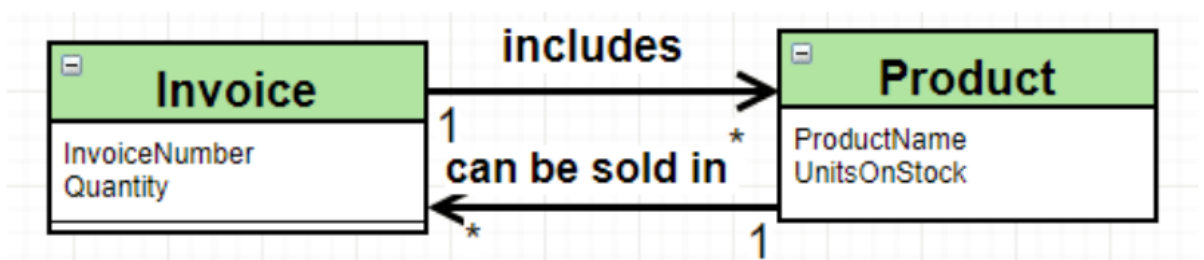 includes
Invoice
Product
1
*
InvoiceNumber
Quantity
ProductName
UnitsOnStock
can be sold in
*
1